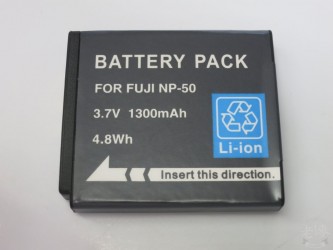 BATTERY PACK
FOR FUJI NP-50
3.7V 1300mAh
4.8Wh
Li-ion
Insert this direction.